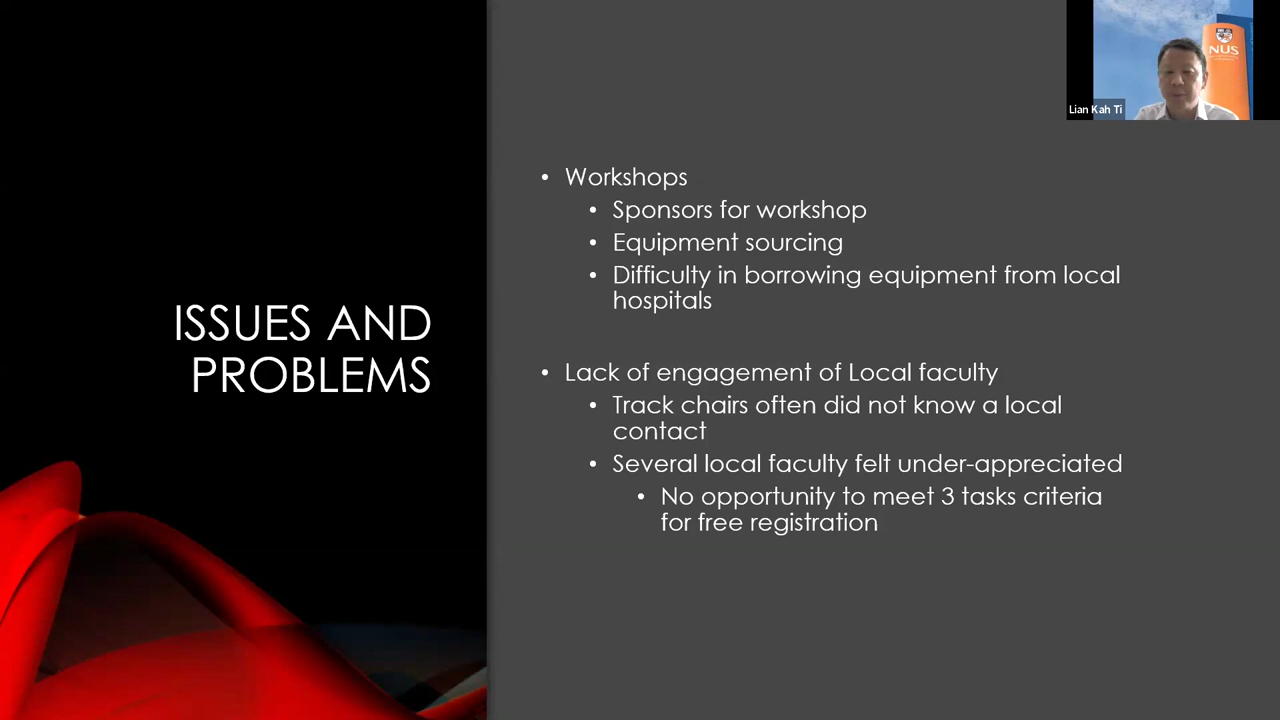 NUS
Lian Kah Ti
ISSUES AND
PROBLEMS
• Workshops
• Sponsors for workshop
• Equipment sourcing
• Difficulty in borrowing equipment from local
hospitals
• Lack of engagement of Local faculty
• Track chairs often did not know a local
contact
• Several local faculty felt under-appreciated
• No opportunity to meet 3 tasks criteria
for free registration